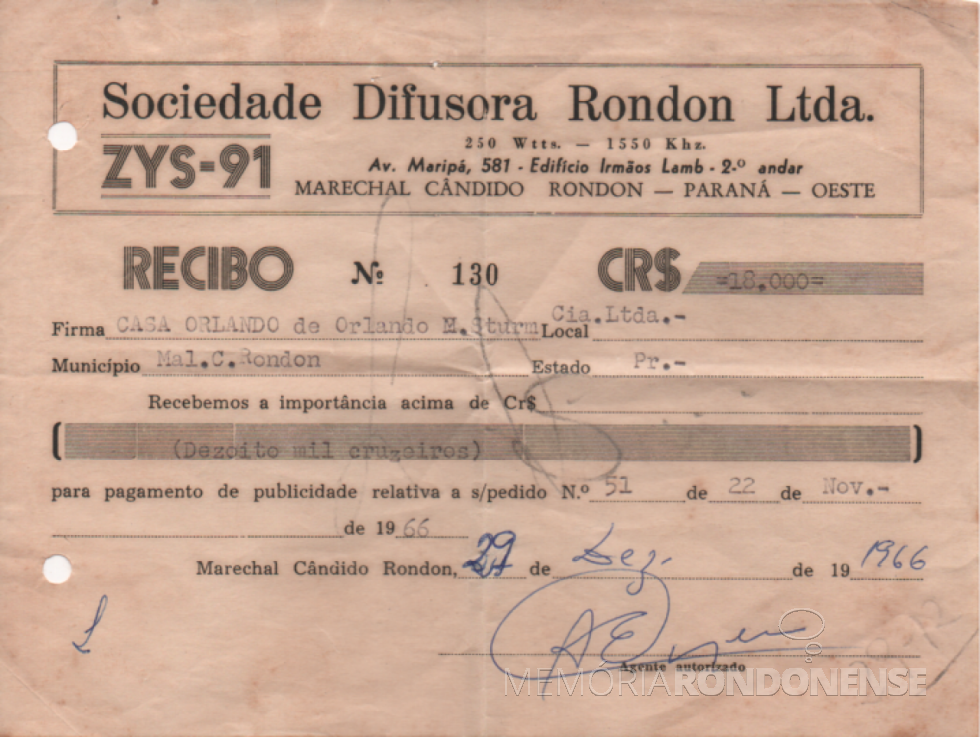 Sociedade Difusora Rondon Ltda.
ZYS-91
250 Wtts. — 1550 Khz.
Av. Maripá, 581 - Edifício Irmãos Lamb - 2.º andar
MARECHAL CÂNDIDO RONDON — PARANÁ — OESTE
RECIBO Nº 130 CR$ =18.000=
Firma CASA ORLANDO de Orlando M.Sturm Local Cia.Ltda.-
Município Mal.C.Rondon Estado Pr.-
Recebemos a importância acima de Cr$
(Dezoito mil cruzeiros)
para pagamento de publicidade relativa a s/pedido N.º 51 de 22 de Nov.-
de 1966
Marechal Cândido Rondon, 29 de Dez. de 19 1966
Agente autorizado
MEMÓRIARONDONENSE